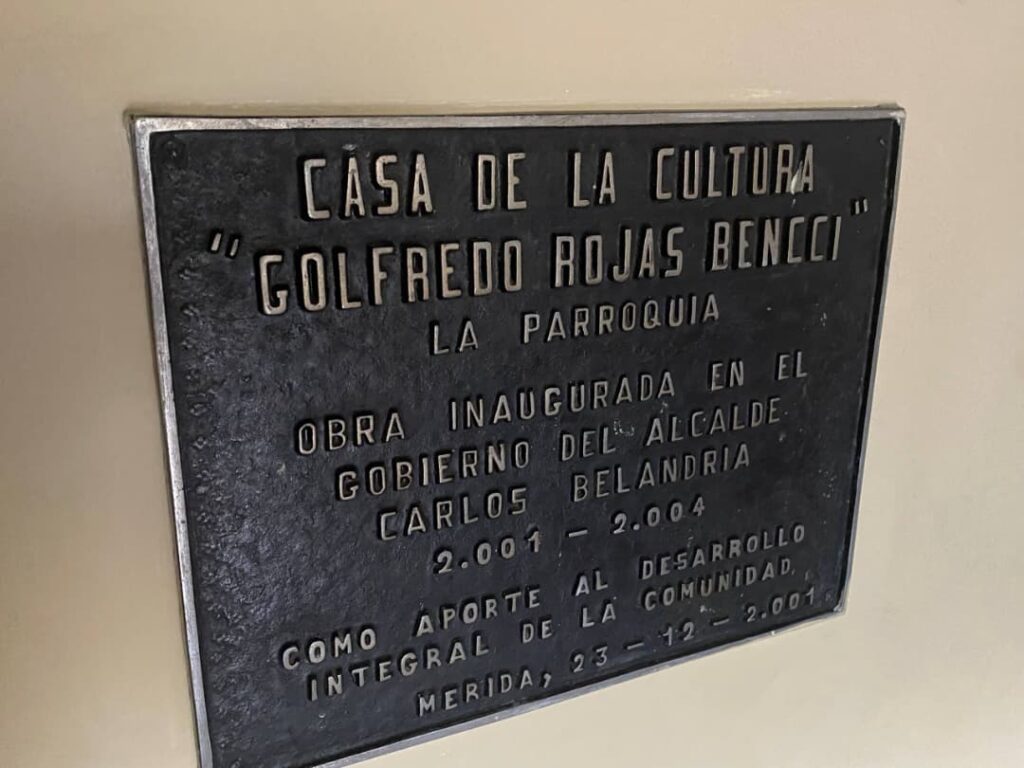 CASA DE LA CULTURA
"GOLFREDO ROJAS BENCCI"
LA PARROQUIA
OBRA INAUGURADA EN EL
GOBIERNO DEL ALCALDE
CARLOS BELANDRIA
2.001 - 2.004
COMO APORTE AL DESARROLLO
INTEGRAL DE LA COMUNIDAD.
MERIDA, 23 - 12 - 2.001